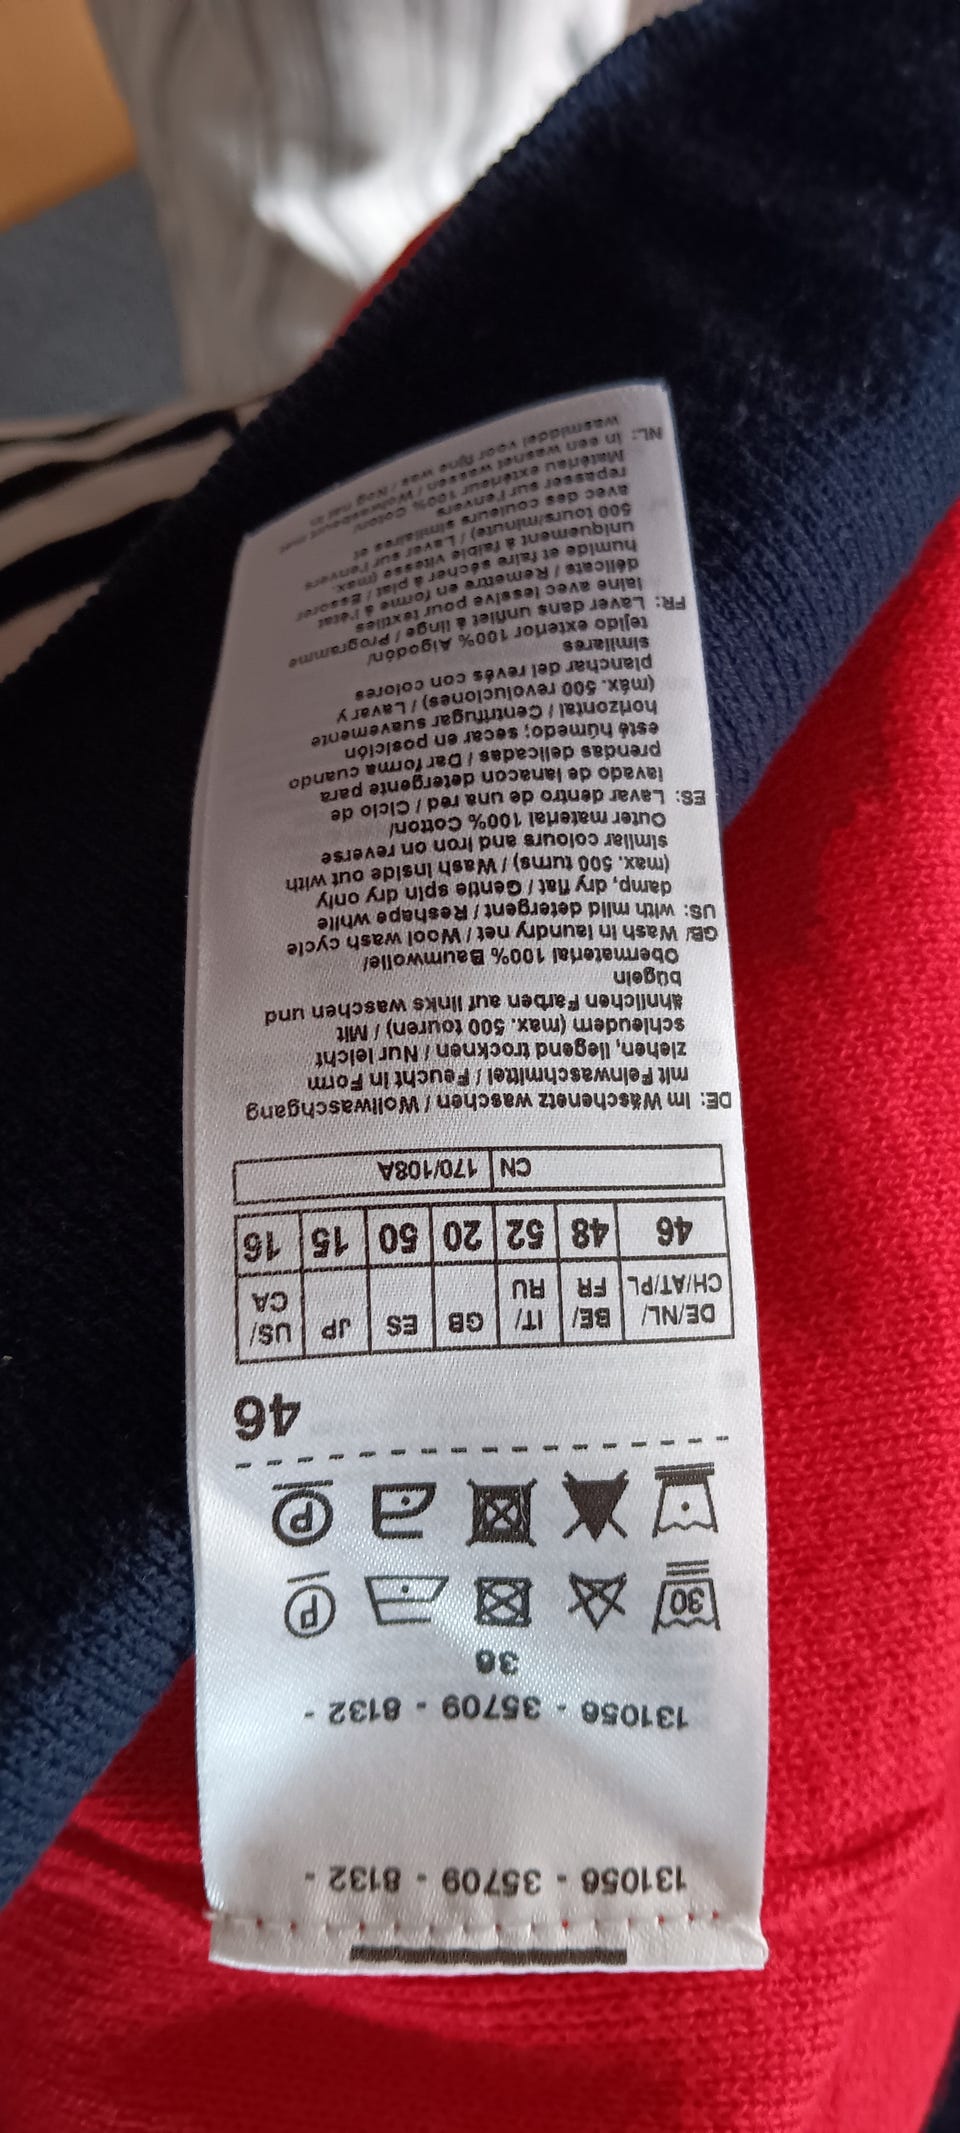 131056 - 35709 - 8132 -
131056 - 35709 - 8132 -
36
30
P
P
46
DE/NL/ CH/AT/PL BE/ FR IT/ RU GB ES JP US/ CA
46 48 52 20 50 15 16
CN 170/108A
DE: Im Wäschenetz waschen / Wollwaschgang
mit Feinwaschmittel / Feucht in Form
ziehen, liegend trocknen / Nur leicht
schleudern (max. 500 touren) / Mit
ähnlichen Farben auf links waschen und
bügeln
Obermaterial 100% Baumwolle/
GB/ Wash in laundry net / Wool wash cycle
US: with mild detergent / Reshape while
damp, dry flat / Gentle spin dry only
(max. 500 turns) / Wash inside out with
similar colours and iron on reverse
Outer material 100% Cotton/
ES: Lavar dentro de una red / Ciclo de
lavado de lanacon detergente para
prendas delicadas / Dar forma cuando
esté húmedo; secar en posición
horizontal / Centrifugar suavemente
(máx. 500 revoluciones) / Lavar y
planchar del revés con colores
similares
tejido exterior 100% Algodón/
FR: Laver dans unfilet à linge / Programme
laine avec lessive pour textiles
délicats / Remettre en forme à l'état
humide et faire sécher à plat / Essorer
uniquement à faible vitesse (max.
500 tours/minute) / Laver sur l'envers
avec des couleurs similaires et
repasser sur l'envers
Matériau extérieur 100% Coton/
NL: in een wasnet wassen / Wolwasbeurt met
wasmiddel voor fijne was / Nog nat in